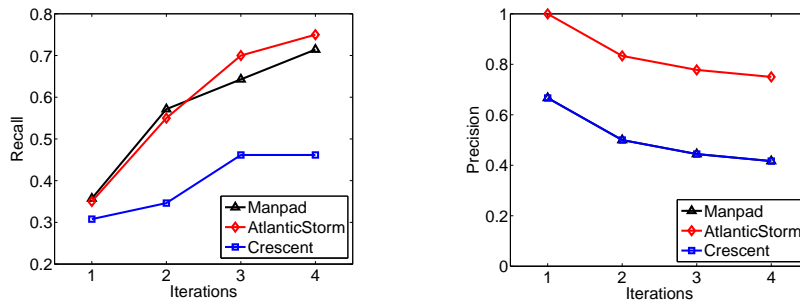 0.8
0.7
0.6
0.5
0.4
0.3
0.2
Recall
1 2 3 4
Iterations
Manpad
AtlanticStorm
Crescent
1
0.8
0.6
0.4
0.2
0
Precision
1 2 3 4
Iterations
Manpad
AtlanticStorm
Crescent